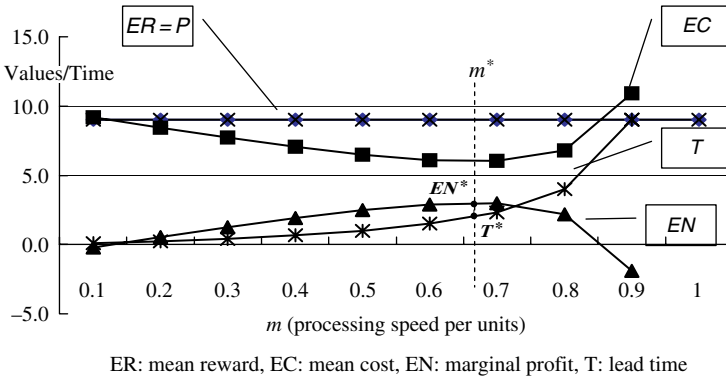 ER = P
EC
15.0
Values/Time
m*
10.0
T
5.0
EN*
EN
T*
0.0
0.1 0.2 0.3 0.4 0.5 0.6 0.7 0.8 0.9 1
−5.0
m (processing speed per units)
ER: mean reward, EC: mean cost, EN: marginal profit, T: lead time